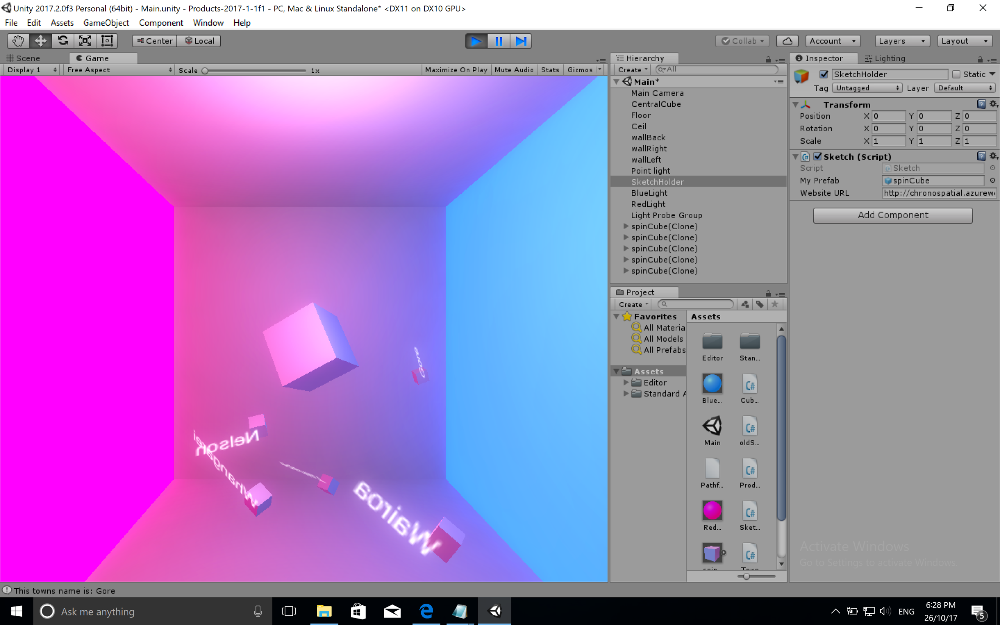 Unity 2017.2.0f3 Personal (64bit) - Main.unity - Products-2017-1-1f1 - PC, Mac & Linux Standalone* <DX11 on DX10 GPU>
File Edit Assets GameObject Component Window Help
Center Local Collab Account Layers Layout
Scene Game
Display 1 Free Aspect Scale 1x Maximize On Play Mute Audio Stats Gizmos
Gore
Nelson
Whanganui
Wairoa
Hierarchy
Create All
Main*
Main Camera
CentralCube
Floor
Ceil
wallBack
wallRight
wallLeft
Point light
SketchHolder
BlueLight
RedLight
Light Probe Group
spinCube(Clone)
spinCube(Clone)
spinCube(Clone)
spinCube(Clone)
spinCube(Clone)
Project
Create
Favorites
All Materia
All Models
All Prefabs
Assets
Editor
Standard A
Assets
Editor Stan...
Blue... Cub...
Main oldS...
Pathf... Prod...
Red... Sket...
Inspector Lighting
SketchHolder Static
Tag Untagged Layer Default
Transform
Position X 0 Y 0 Z 0
Rotation X 0 Y 0 Z 0
Scale X 1 Y 1 Z 1
Sketch (Script)
Script Sketch
My Prefab spinCube
Website URL http://chronospatial.azurew
Add Component
Activate Windows
Go to Settings to activate Windows.
This towns name is: Gore
Ask me anything
ENG
6:28 PM
26/10/17
5